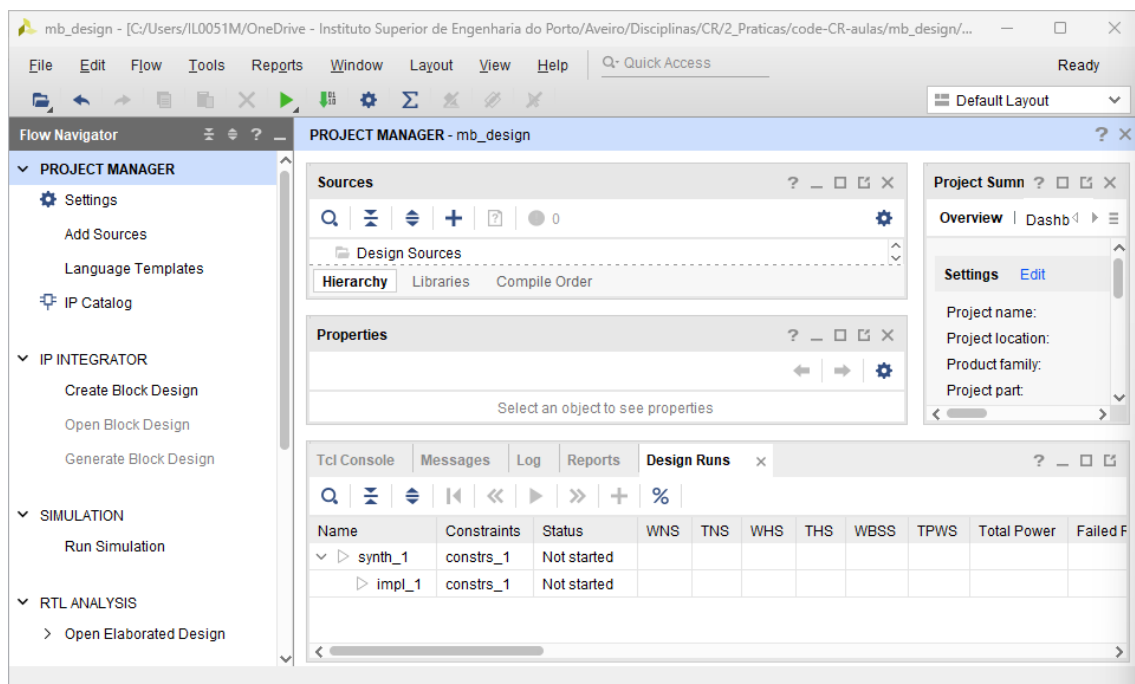 mb_design - [C:/Users/IL0051M/OneDrive - Instituto Superior de Engenharia do Porto/Aveiro/Disciplinas/CR/2_Praticas/code-CR-aulas/mb_design/...
File Edit Flow Tools Reports Window Layout View Help Quick Access Ready
Default Layout
Flow Navigator
PROJECT MANAGER
Settings
Add Sources
Language Templates
IP Catalog
IP INTEGRATOR
Create Block Design
Open Block Design
Generate Block Design
SIMULATION
Run Simulation
RTL ANALYSIS
Open Elaborated Design
PROJECT MANAGER - mb_design
Sources
0
Design Sources
Hierarchy Libraries Compile Order
Properties
Select an object to see properties
Project Summ
Overview Dashb
Settings Edit
Project name:
Project location:
Product family:
Project part:
Tcl Console Messages Log Reports Design Runs
Name Constraints Status WNS TNS WHS THS WBSS TPWS Total Power Failed R
synth_1 constrs_1 Not started
impl_1 constrs_1 Not started